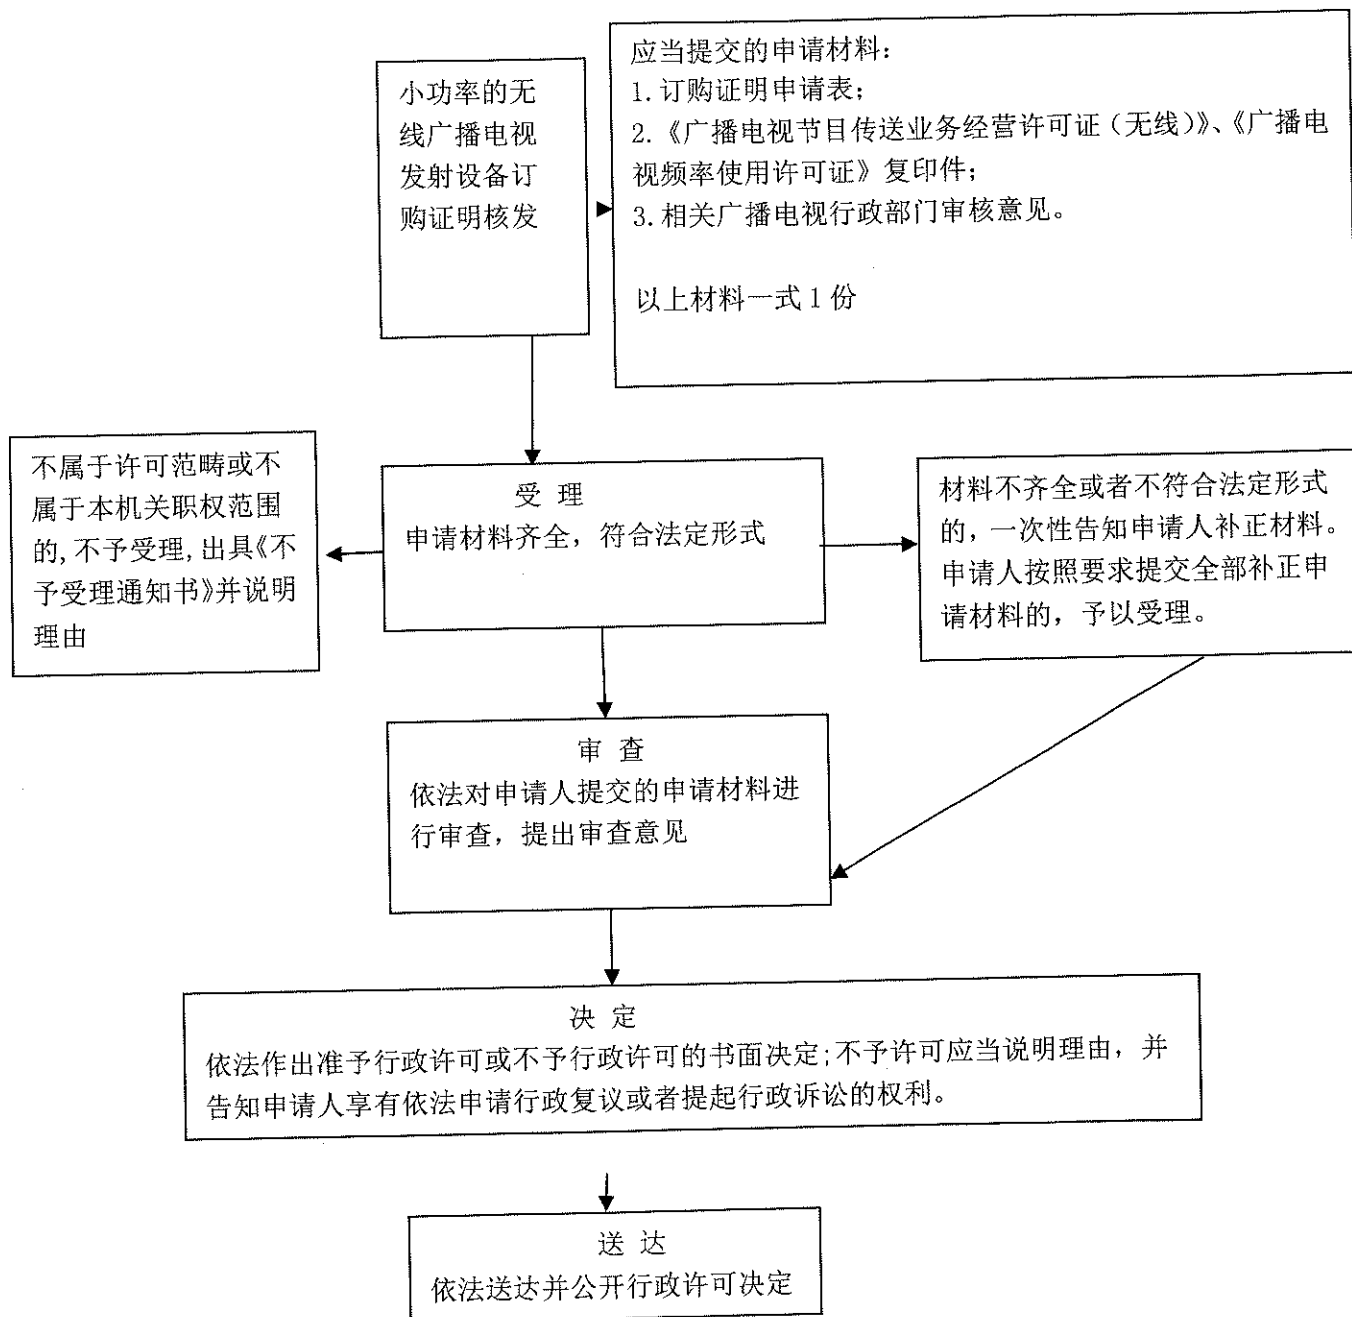 小功率的无
线广播电视
发射设备订
购证明核发
应当提交的申请材料：
1.订购证明申请表；
2.《广播电视节目传送业务经营许可证（无线）》、《广播电
视频率使用许可证》复印件；
3.相关广播电视行政部门审核意见。
以上材料一式1份
不属于许可范畴或不
属于本机关职权范围
的,不予受理,出具《不
予受理通知书》并说明
理由
受 理
申请材料齐全，符合法定形式
材料不齐全或者不符合法定形式
的，一次性告知申请人补正材料。
申请人按照要求提交全部补正申
请材料的，予以受理。
审 查
依法对申请人提交的申请材料进
行审查，提出审查意见
决 定
依法作出准予行政许可或不予行政许可的书面决定;不予许可应当说明理由，并
告知申请人享有依法申请行政复议或者提起行政诉讼的权利。
送 达
依法送达并公开行政许可决定